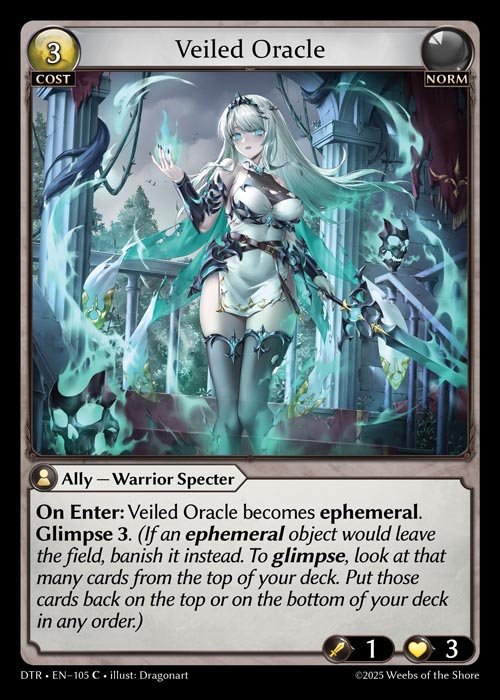 3
Veiled Oracle
COST
NORM
Ally — Warrior Specter
On Enter: Veiled Oracle becomes ephemeral.
Glimpse 3. (If an ephemeral object would leave
the field, banish it instead. To glimpse, look at that
many cards from the top of your deck. Put those
cards back on the top or on the bottom of your deck
in any order.)
1
3
DTR • EN–105 C • illust: Dragonart
©2025 Weebs of the Shore